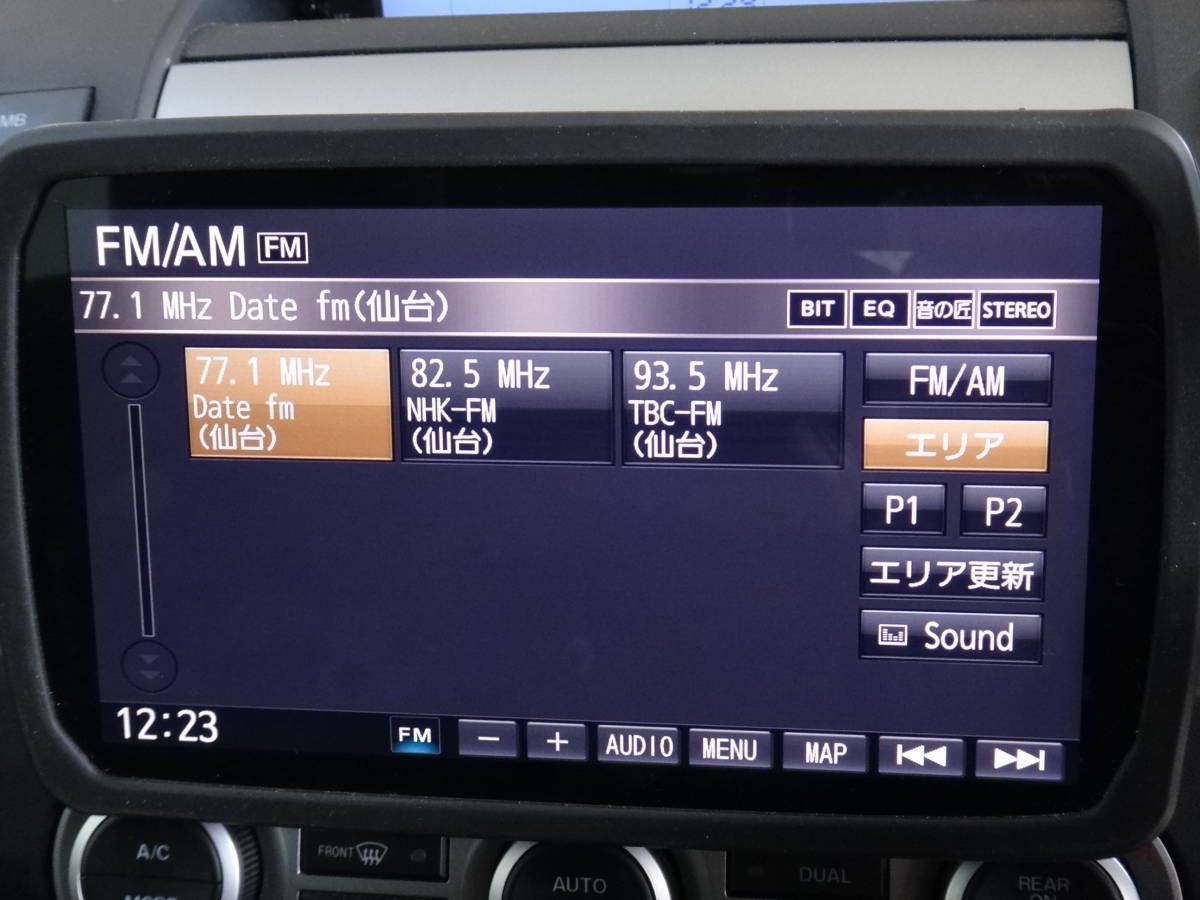 FM/AM FM
77.1 MHz Date fm(仙台) BIT EQ 音の匠 STEREO
77.1 MHz
Date fm
(仙台)
82.5 MHz
NHK-FM
(仙台)
93.5 MHz
TBC-FM
(仙台)
FM/AM
エリア
P1 P2
エリア更新
Sound
12:23 FM − + AUDIO MENU MAP
A/C
MODE
FRONT
AUTO
DUAL
REAR
ON